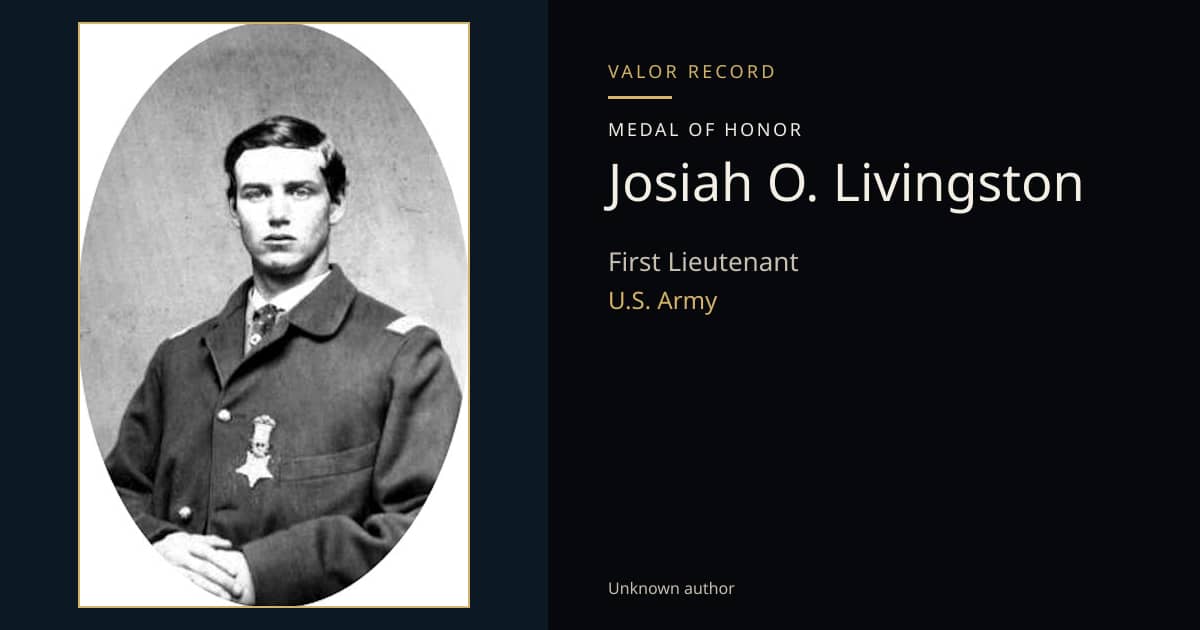 VALOR RECORD
MEDAL OF HONOR
Josiah O. Livingston
First Lieutenant
U.S. Army
Unknown author